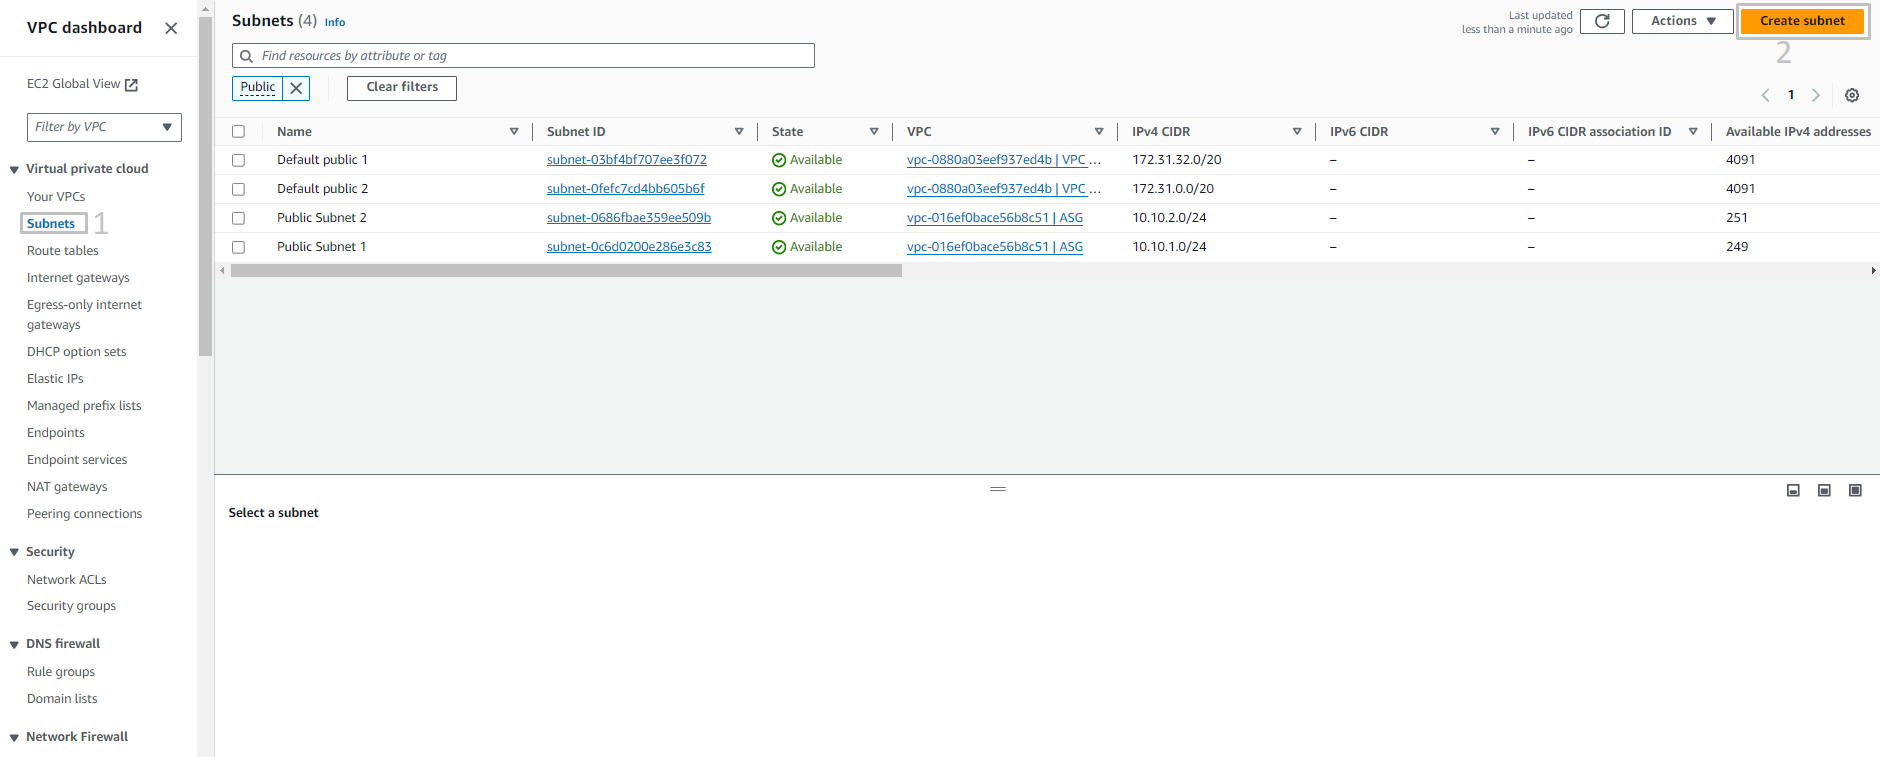 VPC dashboard
EC2 Global View
Filter by VPC
Virtual private cloud
Your VPCs
Subnets 1
Route tables
Internet gateways
Egress-only internet
gateways
DHCP option sets
Elastic IPs
Managed prefix lists
Endpoints
Endpoint services
NAT gateways
Peering connections
Security
Network ACLs
Security groups
DNS firewall
Rule groups
Domain lists
Network Firewall
Subnets (4) Info
Last updated
less than a minute ago
Actions
Create subnet
2
Find resources by attribute or tag
Public
Clear filters
1
Name Subnet ID State VPC IPv4 CIDR IPv6 CIDR IPv6 CIDR association ID Available IPv4 addresses
Default public 1 subnet-03bf4bf707ee3f072 Available vpc-0880a03eef937ed4b | VPC ... 172.31.32.0/20 – – 4091
Default public 2 subnet-0fefc7cd4bb605b6f Available vpc-0880a03eef937ed4b | VPC ... 172.31.0.0/20 – – 4091
Public Subnet 2 subnet-0686fbae359ee509b Available vpc-016ef0bace56b8c51 | ASG 10.10.2.0/24 – – 251
Public Subnet 1 subnet-0c6d0200e286e3c83 Available vpc-016ef0bace56b8c51 | ASG 10.10.1.0/24 – – 249
Select a subnet